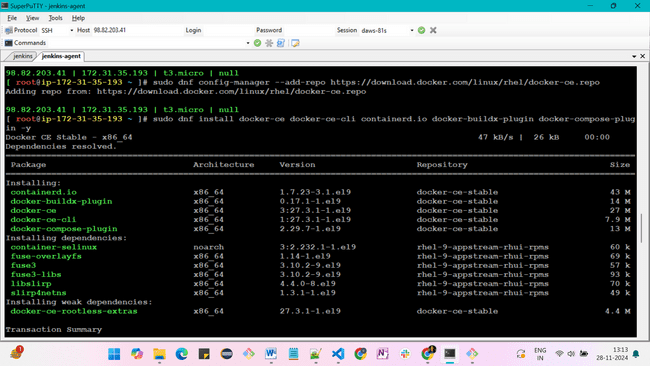 SuperPuTTY
File View Tools Help
Protocol SSH Host 98.82.203.41 Login Password Session daws-81s
Commands
jenkins jenkins-agent
98.82.203.41 | 172.31.35.193 | t3.micro | null
[ root@ip-172-31-35-193 ~ ]# sudo dnf config-manager --add-repo https://download.docker.com/linux/rhel/docker-ce.repo
Adding repo from: https://download.docker.com/linux/rhel/docker-ce.repo
98.82.203.41 | 172.31.35.193 | t3.micro | null
[ root@ip-172-31-35-193 ~ ]# sudo dnf install docker-ce docker-ce-cli containerd.io docker-buildx-plugin docker-compose-plug
in -y
Docker CE Stable - x86_64 47 kB/s | 26 kB 00:00
Dependencies resolved.
Package Architecture Version Repository Size
Installing:
containerd.io x86_64 1.7.23-3.1.el9 docker-ce-stable 43 M
docker-buildx-plugin x86_64 0.17.1-1.el9 docker-ce-stable 14 M
docker-ce x86_64 3:27.3.1-1.el9 docker-ce-stable 27 M
docker-ce-cli x86_64 1:27.3.1-1.el9 docker-ce-stable 7.9 M
docker-compose-plugin x86_64 2.29.7-1.el9 docker-ce-stable 13 M
Installing dependencies:
container-selinux noarch 3:2.232.1-1.el9 rhel-9-appstream-rhui-rpms 60 k
fuse-overlayfs x86_64 1.14-1.el9 rhel-9-appstream-rhui-rpms 69 k
fuse3 x86_64 3.10.2-9.el9 rhel-9-appstream-rhui-rpms 57 k
fuse3-libs x86_64 3.10.2-9.el9 rhel-9-appstream-rhui-rpms 93 k
libslirp x86_64 4.4.0-8.el9 rhel-9-appstream-rhui-rpms 70 k
slirp4netns x86_64 1.3.1-1.el9 rhel-9-appstream-rhui-rpms 49 k
Installing weak dependencies:
docker-ce-rootless-extras x86_64 27.3.1-1.el9 docker-ce-stable 4.4 M
Transaction Summary
ENG
IN
13:13
28-11-2024